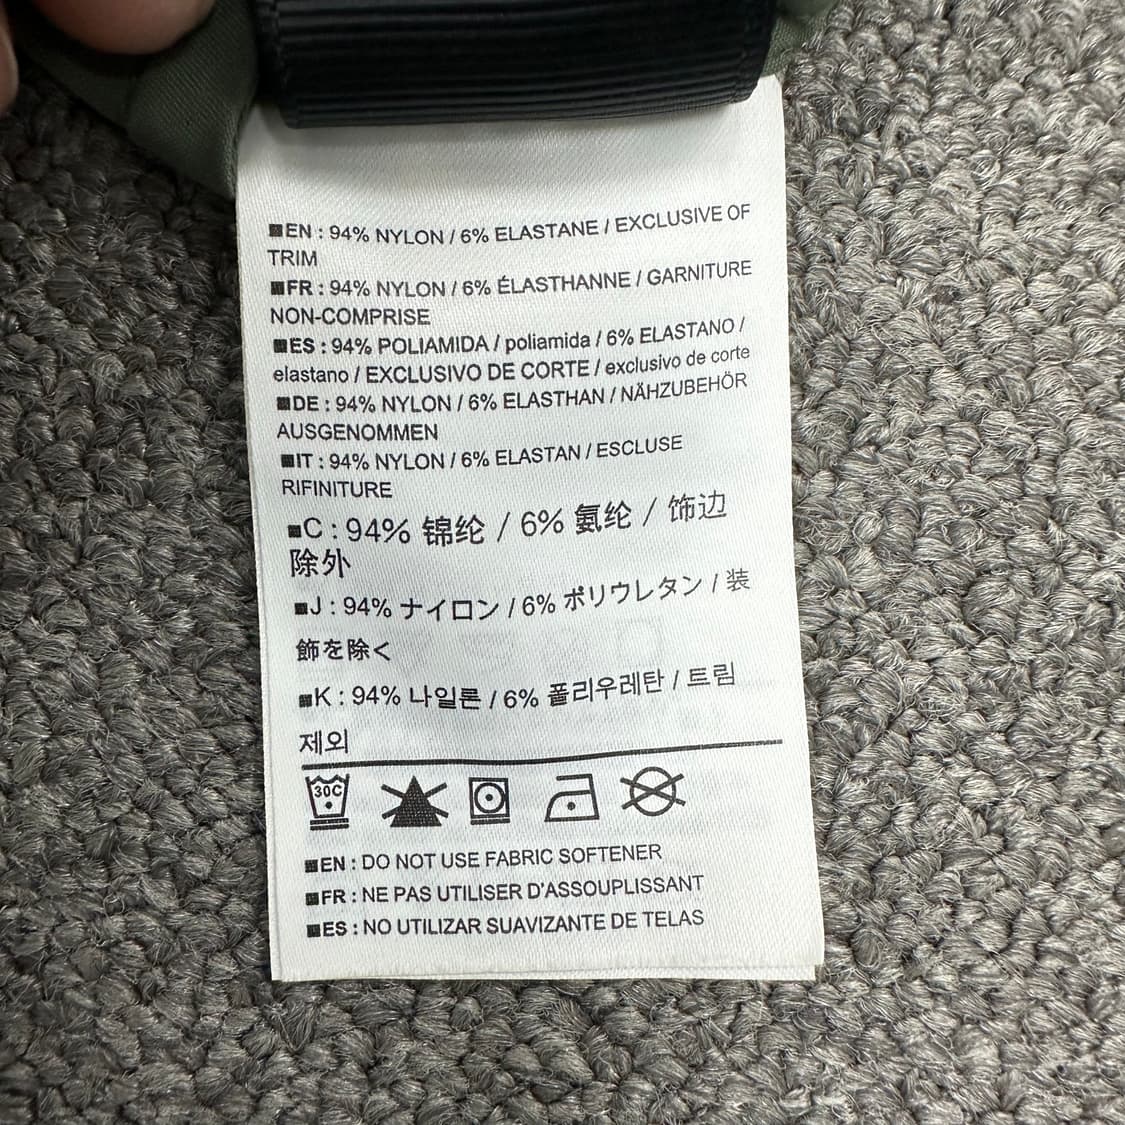 ■EN : 94% NYLON / 6% ELASTANE / EXCLUSIVE OF
TRIM
■FR : 94% NYLON / 6% ÉLASTHANNE / GARNITURE
NON-COMPRISE
■ES : 94% POLIAMIDA / poliamida / 6% ELASTANO /
elastano / EXCLUSIVO DE CORTE / exclusivo de corte
■DE : 94% NYLON / 6% ELASTHAN / NÄHZUBEHÖR
AUSGENOMMEN
■IT : 94% NYLON / 6% ELASTAN / ESCLUSE
RIFINITURE
■C : 94% 锦纶 / 6% 氨纶 / 饰边
除外
■J : 94% ナイロン / 6% ポリウレタン / 装
飾を除く
■K : 94% 나일론 / 6% 폴리우레탄 / 트림
제외
30C
■EN : DO NOT USE FABRIC SOFTENER
■FR : NE PAS UTILISER D'ASSOUPLISSANT
■ES : NO UTILIZAR SUAVIZANTE DE TELAS